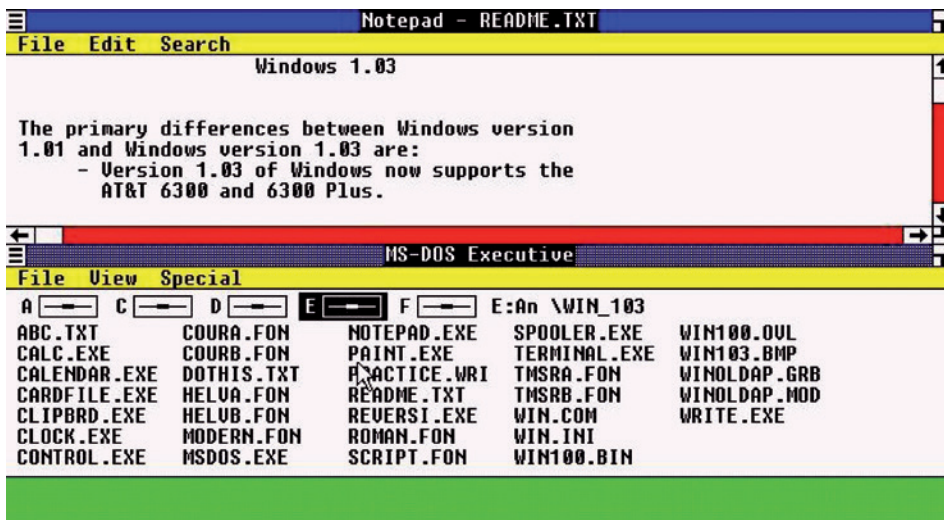 Notepad - README.TXT
File Edit Search
Windows 1.03
The primary differences between Windows version
1.01 and Windows version 1.03 are:
- Version 1.03 of Windows now supports the
AT&T 6300 and 6300 Plus.
MS-DOS Executive
File View Special
A C D E F E:An \WIN_103
ABC.TXT COURA.FON NOTEPAD.EXE SPOOLER.EXE WIN100.OVL
CALC.EXE COURB.FON PAINT.EXE TERMINAL.EXE WIN103.BMP
CALENDAR.EXE DOTHIS.TXT PRACTICE.WRI TMSRA.FON WINOLDAP.GRB
CARDFILE.EXE HELVA.FON README.TXT TMSRB.FON WINOLDAP.MOD
CLIPBRD.EXE HELVB.FON REVERSI.EXE WIN.COM WRITE.EXE
CLOCK.EXE MODERN.FON ROMAN.FON WIN.INI
CONTROL.EXE MSDOS.EXE SCRIPT.FON WIN100.BIN